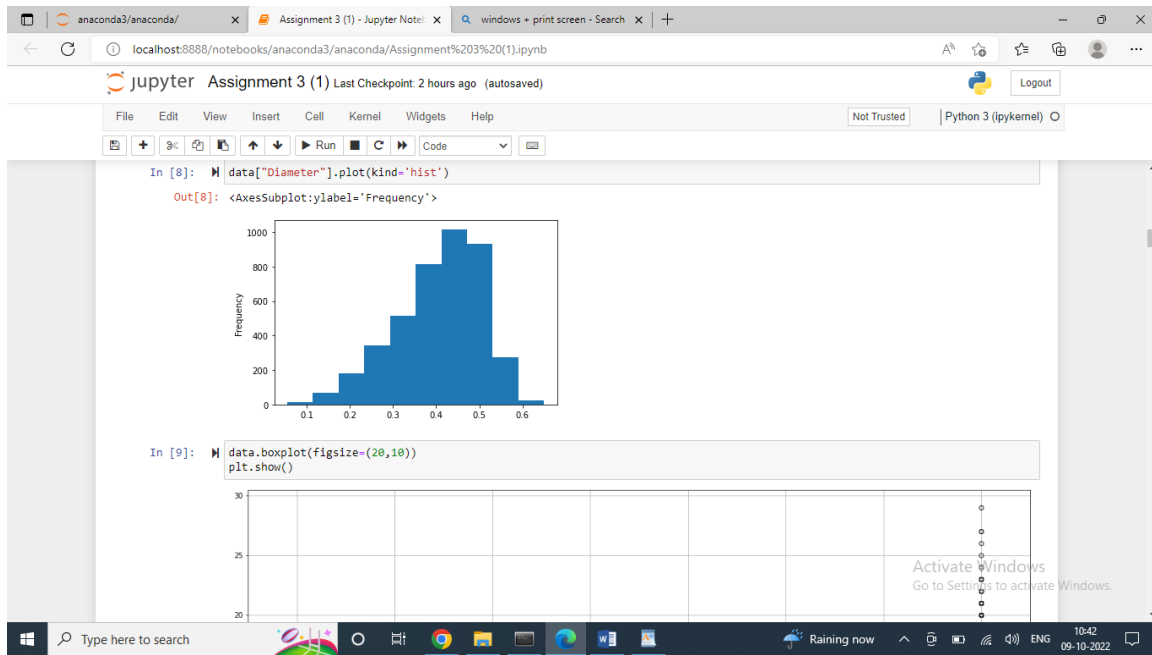 anaconda3/anaconda/
Assignment 3 (1) - Jupyter Noteb
windows + print screen - Search
localhost:8888/notebooks/anaconda3/anaconda/Assignment%203%20(1).ipynb
jupyter Assignment 3 (1) Last Checkpoint: 2 hours ago (autosaved)
Logout
File Edit View Insert Cell Kernel Widgets Help
Not Trusted
Python 3 (ipykernel)
Run
Code
In [8]: data["Diameter"].plot(kind='hist')
Out[8]: <AxesSubplot:ylabel='Frequency'>
1000
800
600
400
200
0
Frequency
0.1 0.2 0.3 0.4 0.5 0.6
In [9]: data.boxplot(figsize=(20,10))
plt.show()
30
25
20
Activate Windows
Go to Settings to activate Windows.
Type here to search
Raining now
ENG
10:42
09-10-2022